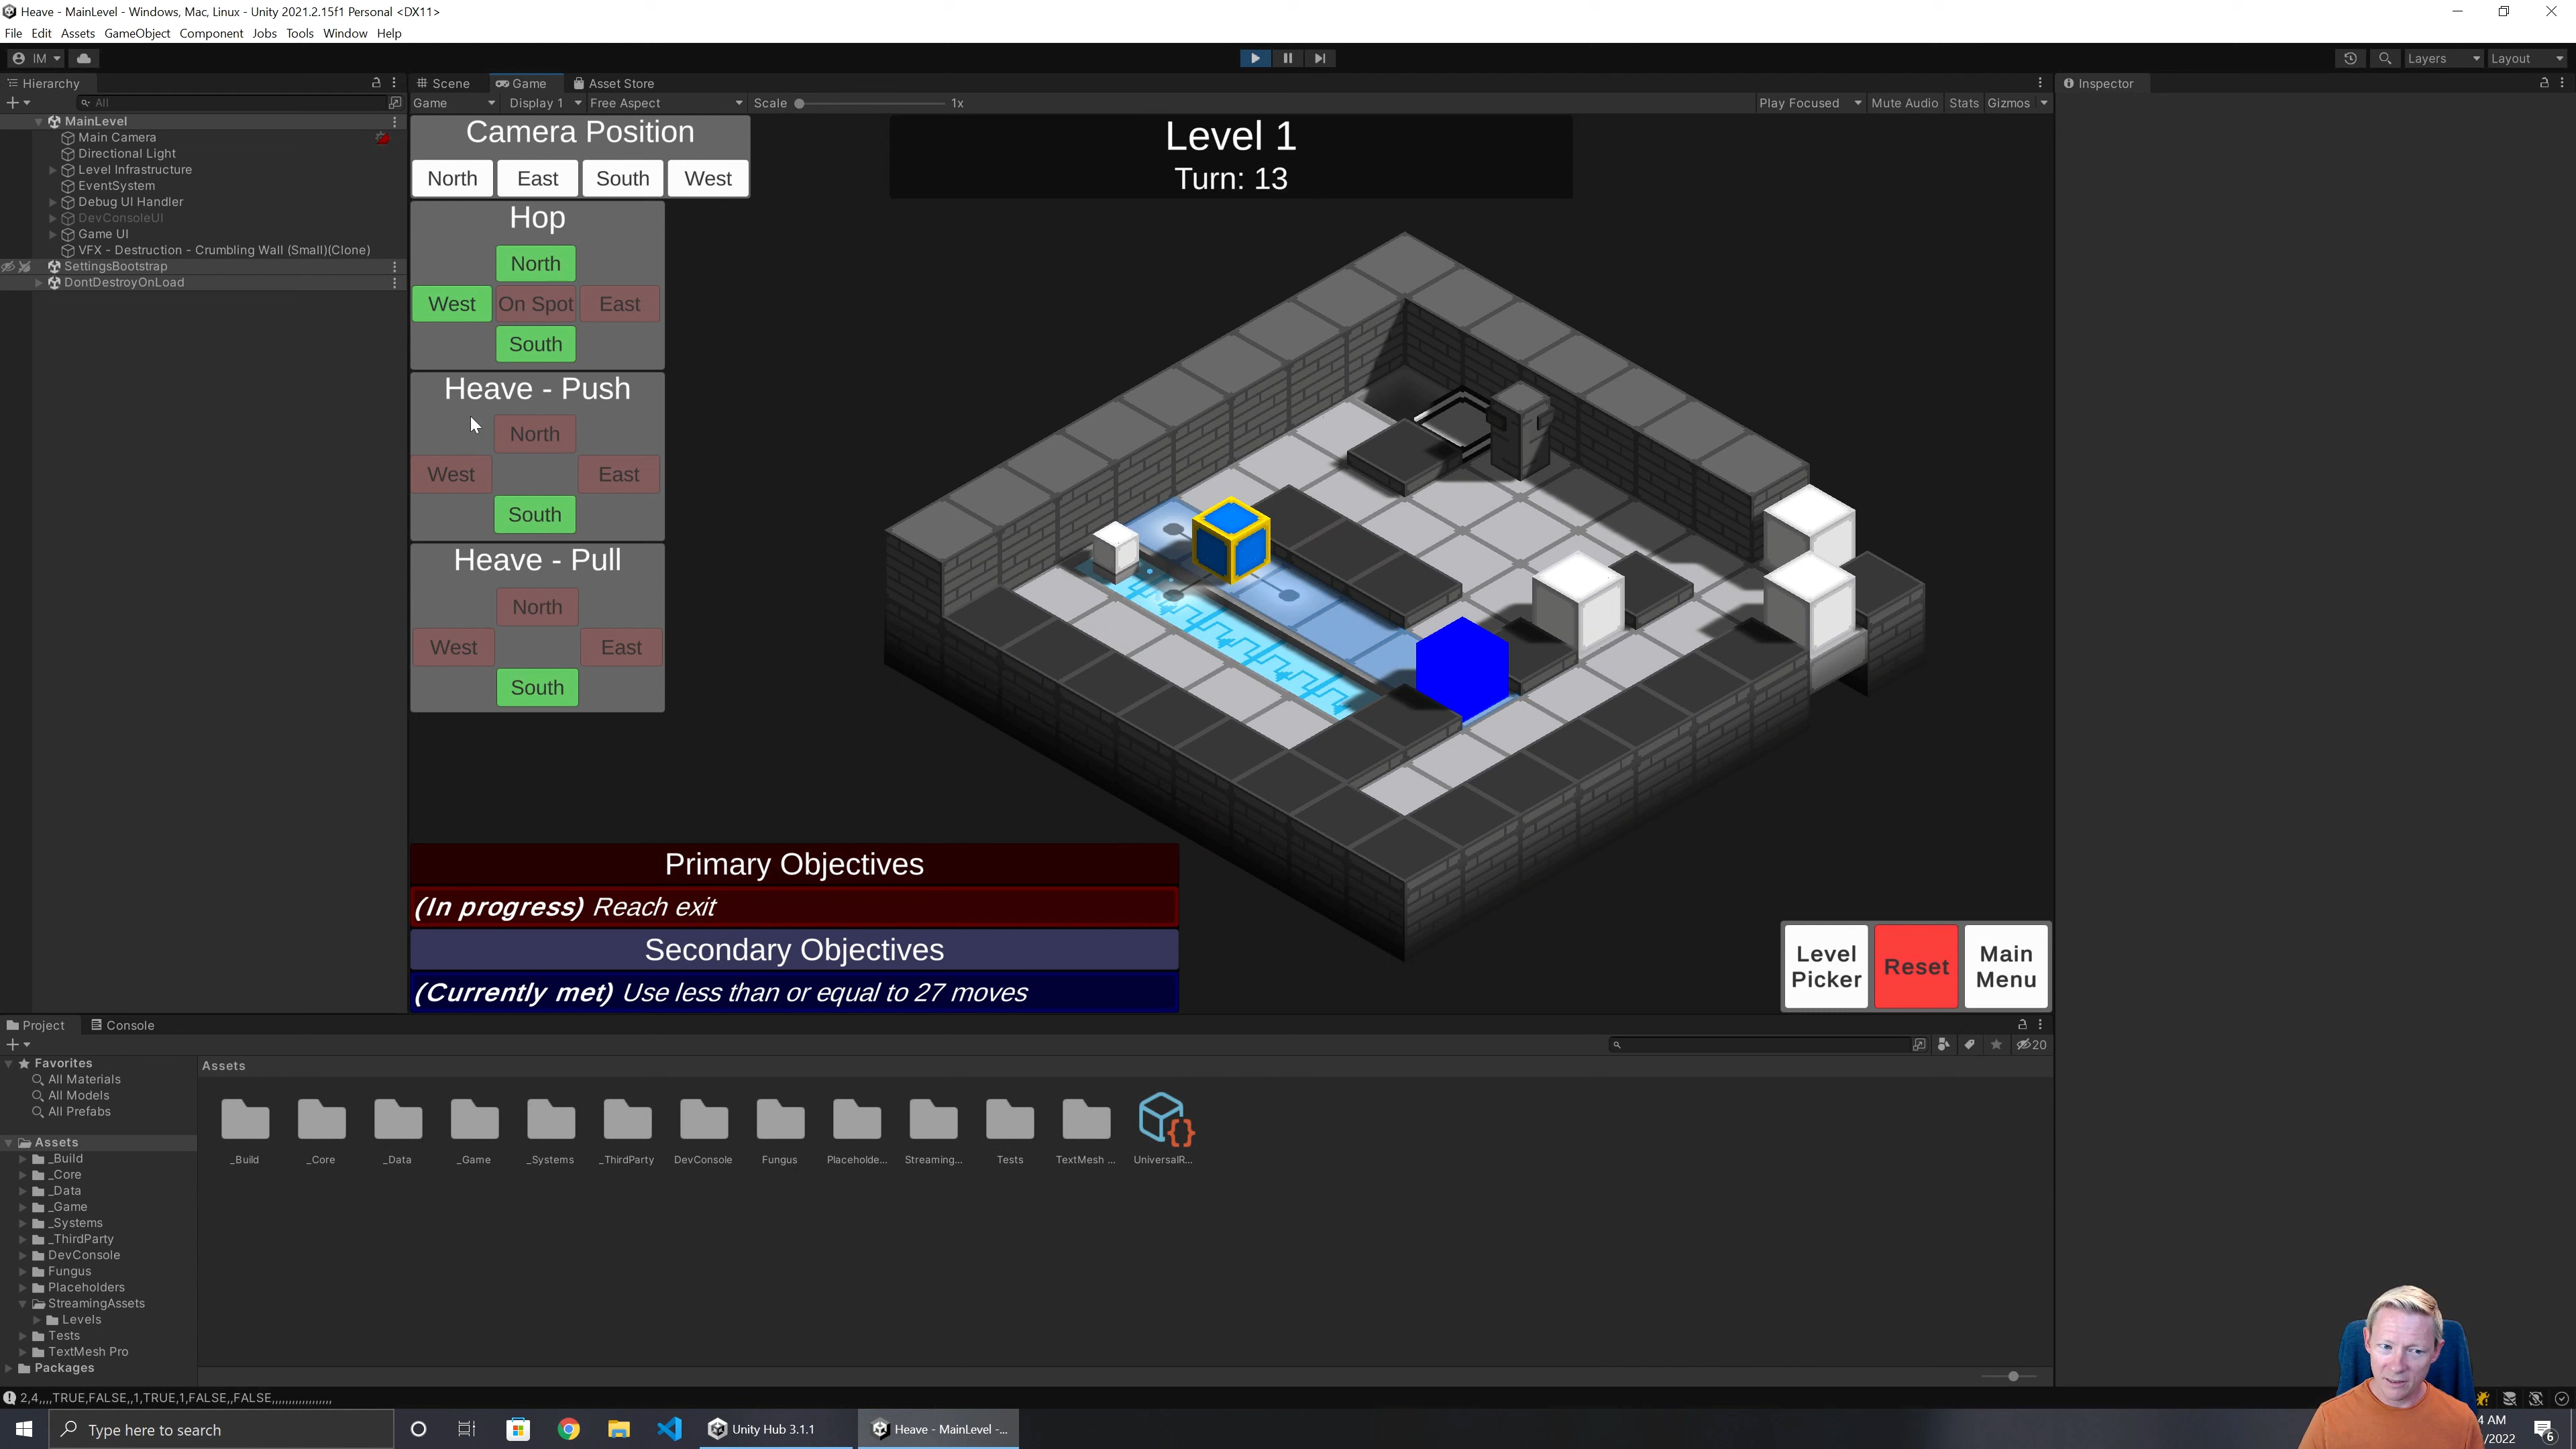 Heave - MainLevel - Windows, Mac, Linux - Unity 2021.2.15f1 Personal <DX11>
File Edit Assets GameObject Component Jobs Tools Window Help
IM Layers Layout
Hierarchy Scene Game Asset Store Inspector
All Game Display 1 Free Aspect Scale 1x Play Focused Mute Audio Stats Gizmos
MainLevel
Main Camera
Directional Light
Level Infrastructure
EventSystem
Debug UI Handler
DevConsoleUI
Game UI
VFX - Destruction - Crumbling Wall (Small)(Clone)
SettingsBootstrap
DontDestroyOnLoad
Camera Position
North East South West
Level 1
Turn: 13
Hop
North
West On Spot East
South
Heave - Push
North
West East
South
Heave - Pull
North
West East
South
Primary Objectives
(In progress) Reach exit
Secondary Objectives
(Currently met) Use less than or equal to 27 moves
Level Picker
Reset
Main Menu
Project Console
20
Favorites
All Materials
All Models
All Prefabs
Assets
_Build
_Core
_Data
_Game
_Systems
_ThirdParty
DevConsole
Fungus
Placeholders
StreamingAssets
Levels
Tests
TextMesh Pro
Packages
Assets
_Build _Core _Data _Game _Systems _ThirdParty DevConsole Fungus Placeholde... Streaming... Tests TextMesh ... UniversalR...
2,4,,,,TRUE,FALSE,,1,TRUE,1,FALSE,,FALSE,,,,,,,,,,,,,,,,,,
Type here to search
Unity Hub 3.1.1
Heave - MainLevel -...
4 AM
/2022
6